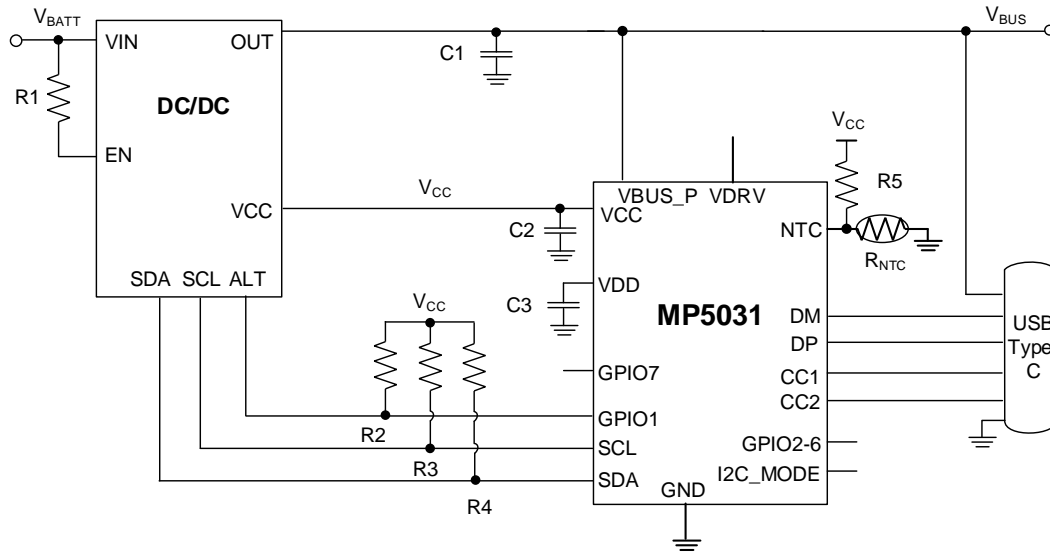 VBATT
VBUS
VIN
OUT
C1
R1
DC/DC
VCC
EN
R5
VCC
VBUS_P
VDRV
VCC
VCC
NTC
C2
RNTC
SDA
SCL
ALT
VDD
VCC
C3
MP5031
DM
USB
DP
Type
C
GPIO7
CC1
CC2
GPIO1
R2
GPIO2-6
SCL
R3
I2C_MODE
SDA
GND
R4